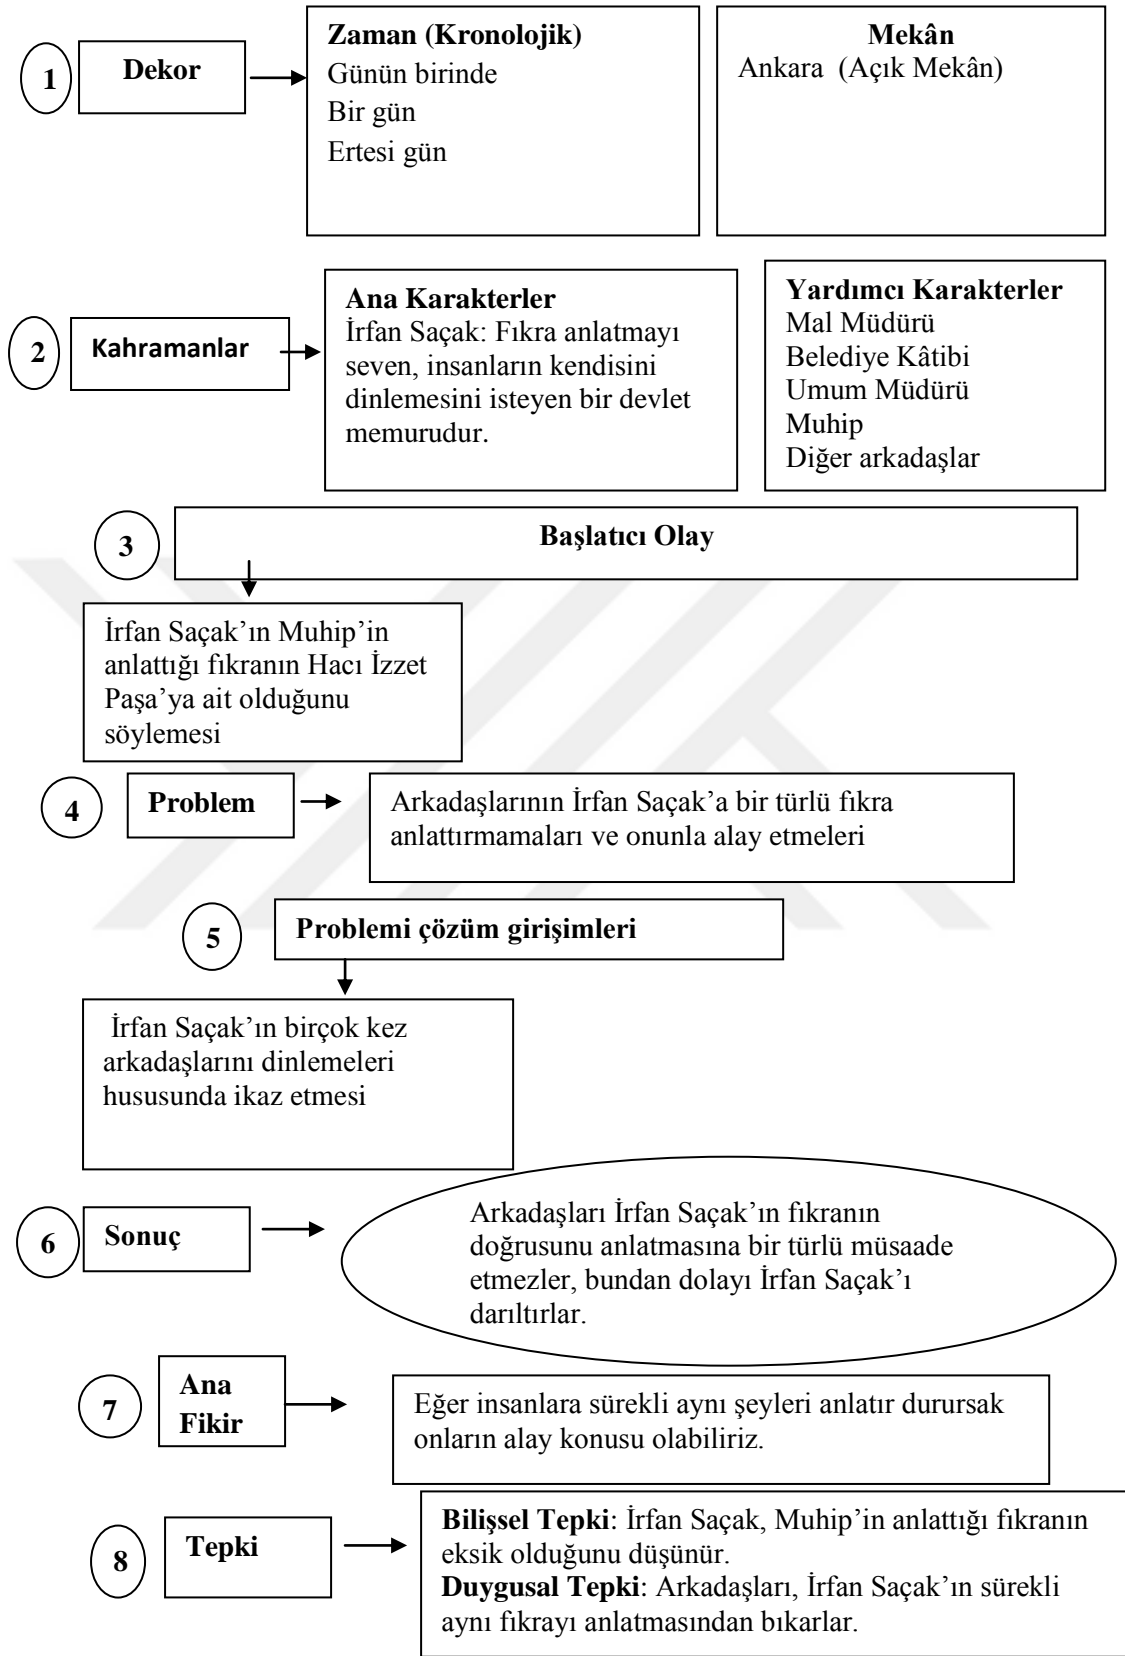 1
Dekor
Zaman (Kronolojik)
Günün birinde
Bir gün
Ertesi gün
Mekân
Ankara (Açık Mekân)
2
Kahramanlar
Ana Karakterler
İrfan Saçak: Fıkra anlatmayı
seven, insanların kendisini
dinlemesini isteyen bir devlet
memurudur.
Yardımcı Karakterler
Mal Müdürü
Belediye Kâtibi
Umum Müdürü
Muhip
Diğer arkadaşlar
3
Başlatıcı Olay
İrfan Saçak’ın Muhip’in
anlattığı fıkranın Hacı İzzet
Paşa’ya ait olduğunu
söylemesi
4
Problem
Arkadaşlarının İrfan Saçak’a bir türlü fıkra
anlattırmamaları ve onunla alay etmeleri
5
Problemi çözüm girişimleri
İrfan Saçak’ın birçok kez
arkadaşlarını dinlemeleri
hususunda ikaz etmesi
6
Sonuç
Arkadaşları İrfan Saçak’ın fıkranın
doğrusunu anlatmasına bir türlü müsaade
etmezler, bundan dolayı İrfan Saçak’ı
darıltırlar.
7
Ana
Fikir
Eğer insanlara sürekli aynı şeyleri anlatır durursak
onların alay konusu olabiliriz.
8
Tepki
Bilişsel Tepki: İrfan Saçak, Muhip’in anlattığı fıkranın
eksik olduğunu düşünür.
Duygusal Tepki: Arkadaşları, İrfan Saçak’ın sürekli
aynı fıkrayı anlatmasından bıkarlar.